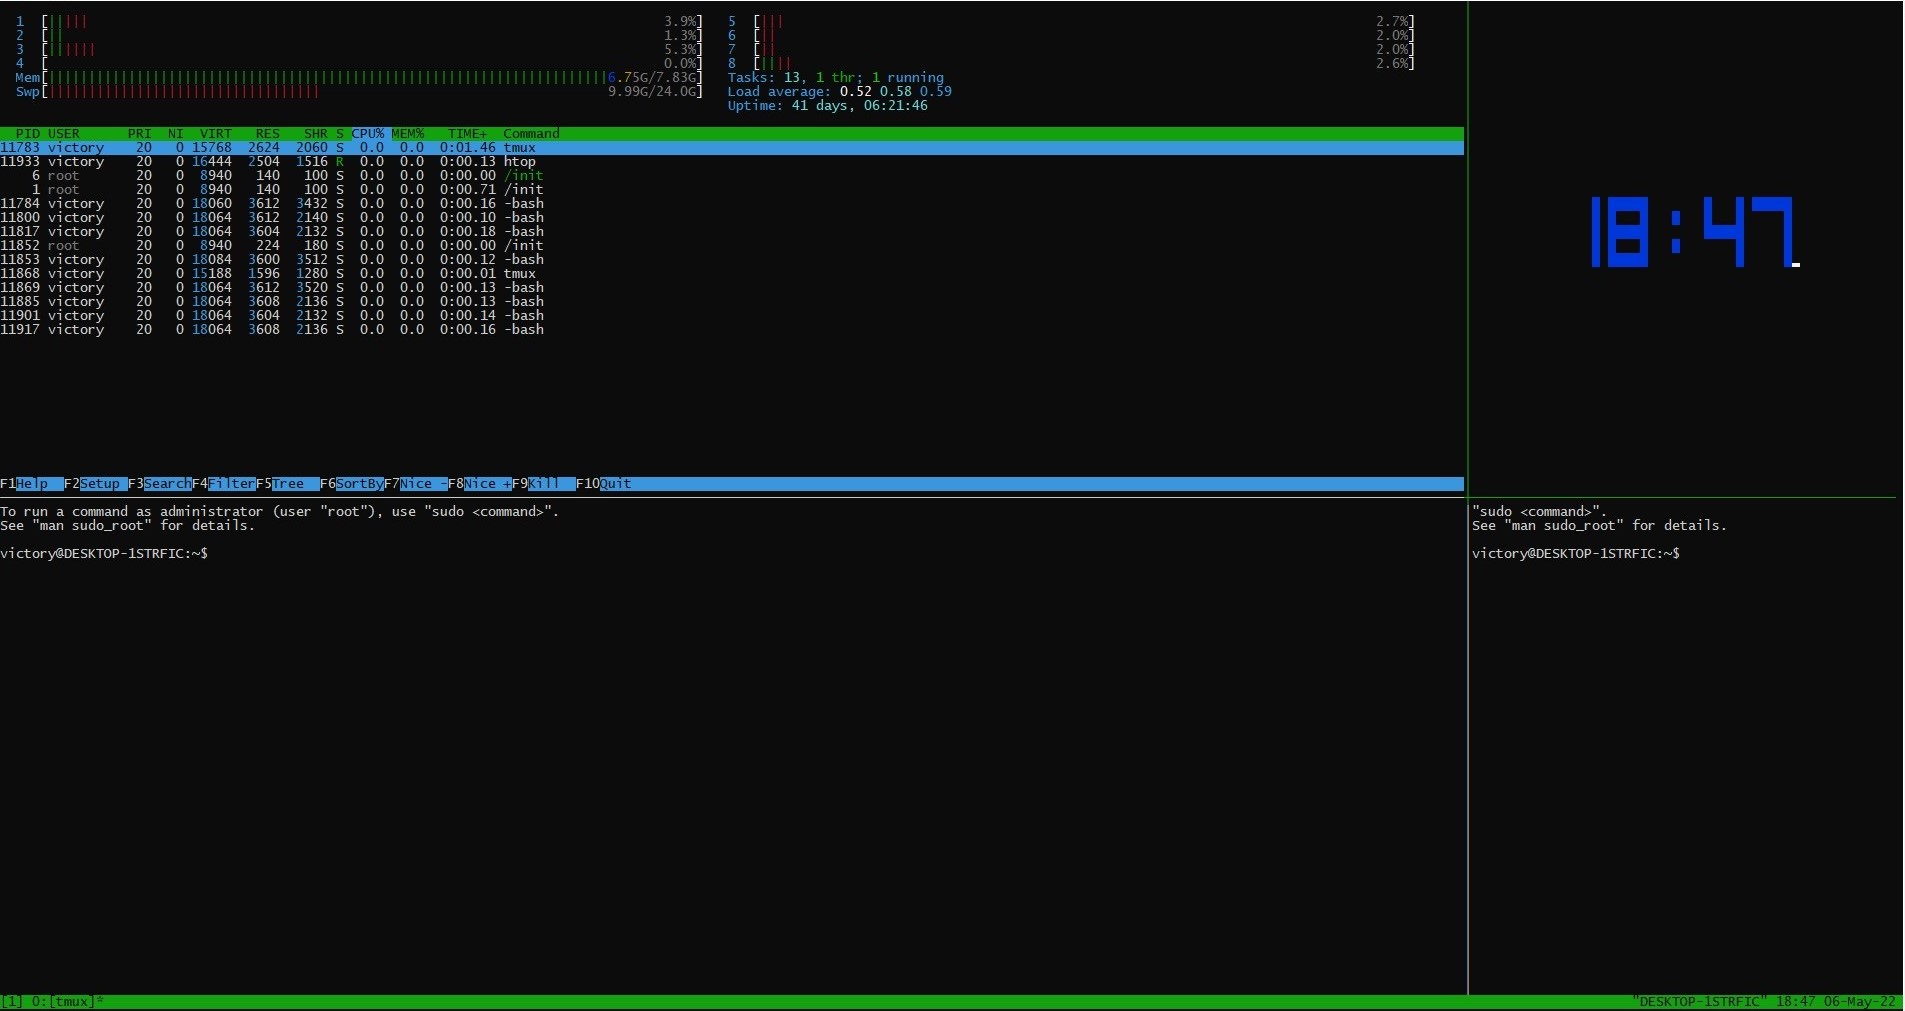 1 [||||| 3.9%] 5 [||| 2.7%]
2 [|| 1.3%] 6 [|| 2.0%]
3 [|||||| 5.3%] 7 [|| 2.0%]
4 [ 0.0%] 8 [|||| 2.6%]
Mem[||||||||||||||||||||||||||||||||||||||||||||||||||||||||||||||||||||||6.75G/7.83G] Tasks: 13, 1 thr; 1 running
Swp[|||||||||||||||||||||||||||||||||| 9.99G/24.0G] Load average: 0.52 0.58 0.59
Uptime: 41 days, 06:21:46
PID USER PRI NI VIRT RES SHR S CPU% MEM% TIME+ Command
11783 victory 20 0 15768 2624 2060 S 0.0 0.0 0:01.46 tmux
11933 victory 20 0 16444 2504 1516 R 0.0 0.0 0:00.13 htop
6 root 20 0 8940 140 100 S 0.0 0.0 0:00.00 /init
1 root 20 0 8940 140 100 S 0.0 0.0 0:00.71 /init
11784 victory 20 0 18060 3612 3432 S 0.0 0.0 0:00.16 -bash
11800 victory 20 0 18064 3612 2140 S 0.0 0.0 0:00.10 -bash
11817 victory 20 0 18064 3604 2132 S 0.0 0.0 0:00.18 -bash
11852 root 20 0 8940 224 180 S 0.0 0.0 0:00.00 /init
11853 victory 20 0 18084 3600 3512 S 0.0 0.0 0:00.12 -bash
11868 victory 20 0 15188 1596 1280 S 0.0 0.0 0:00.01 tmux
11869 victory 20 0 18064 3612 3520 S 0.0 0.0 0:00.13 -bash
11885 victory 20 0 18064 3608 2136 S 0.0 0.0 0:00.13 -bash
11901 victory 20 0 18064 3604 2132 S 0.0 0.0 0:00.14 -bash
11917 victory 20 0 18064 3608 2136 S 0.0 0.0 0:00.16 -bash
F1Help F2Setup F3SearchF4FilterF5Tree F6SortByF7Nice -F8Nice +F9Kill F10Quit
18:47
To run a command as administrator (user "root"), use "sudo <command>".
See "man sudo_root" for details.
victory@DESKTOP-1STRFIC:~$
"sudo <command>".
See "man sudo_root" for details.
victory@DESKTOP-1STRFIC:~$
[1] 0:[tmux]* "DESKTOP-1STRFIC" 18:47 06-May-22